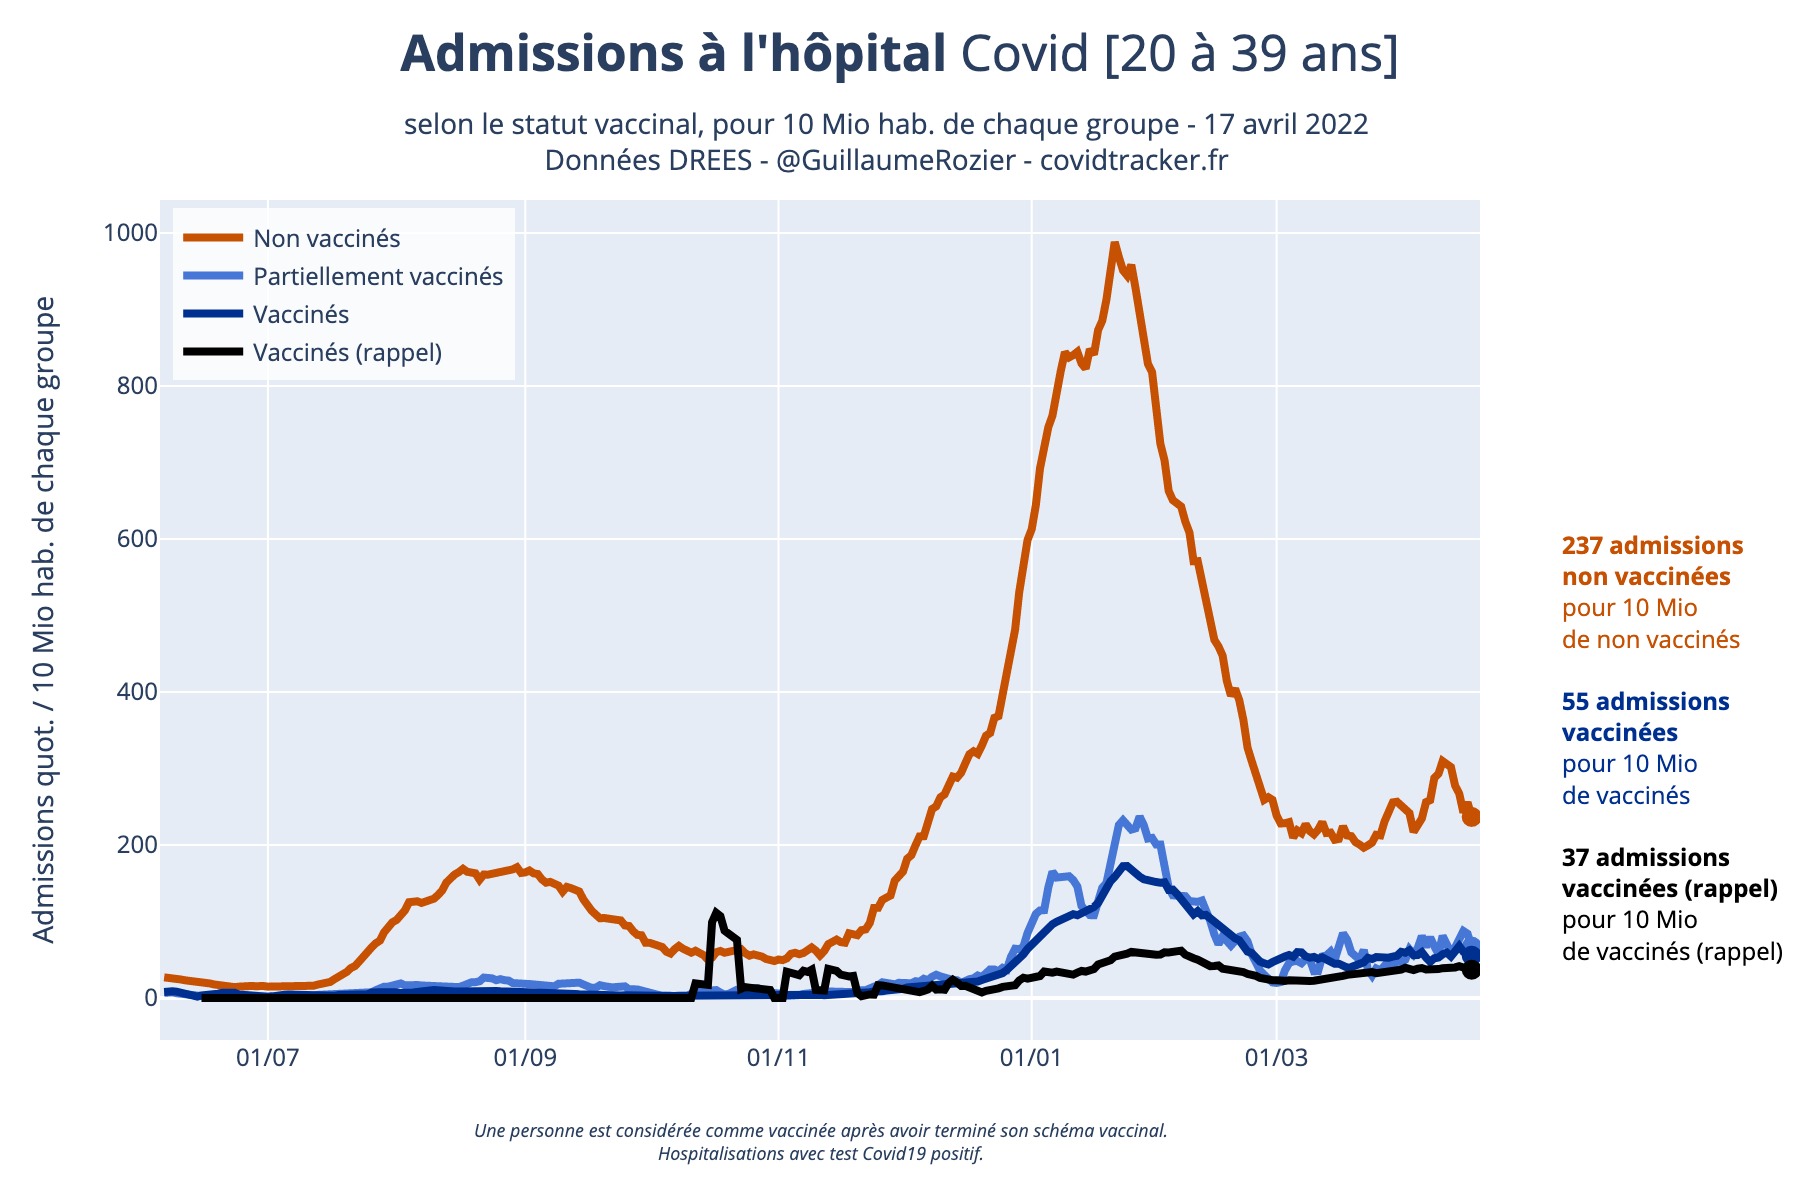 Admissions à l'hôpital Covid [20 à 39 ans]
selon le statut vaccinal, pour 10 Mio hab. de chaque groupe - 17 avril 2022
Données DREES - @GuillaumeRozier - covidtracker.fr
Admissions quot. / 10 Mio hab. de chaque groupe
1000
800
600
400
200
0
Non vaccinés
Partiellement vaccinés
Vaccinés
Vaccinés (rappel)
01/07
01/09
01/11
01/01
01/03
237 admissions
non vaccinées
pour 10 Mio
de non vaccinés
55 admissions
vaccinées
pour 10 Mio
de vaccinés
37 admissions
vaccinées (rappel)
pour 10 Mio
de vaccinés (rappel)
Une personne est considérée comme vaccinée après avoir terminé son schéma vaccinal.
Hospitalisations avec test Covid19 positif.